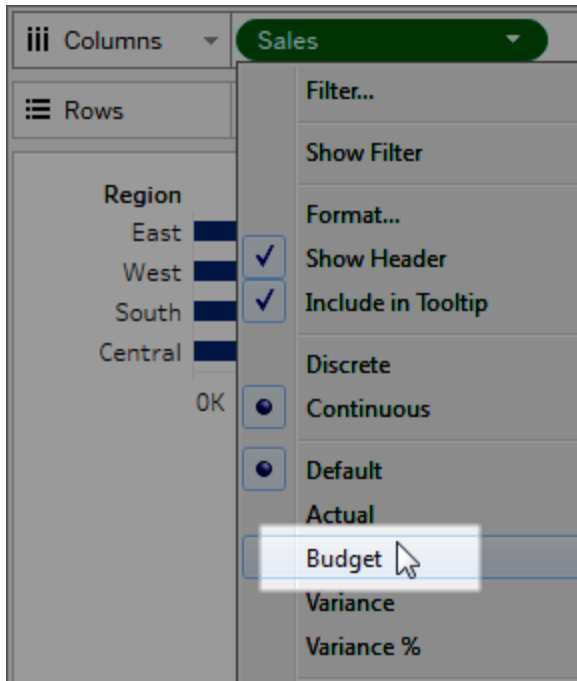 Columns
Sales
Rows
Filter...
Show Filter
Region
East
West
South
Central
0K
Format...
Show Header
Include in Tooltip
Discrete
Continuous
Default
Actual
Budget
Variance
Variance %